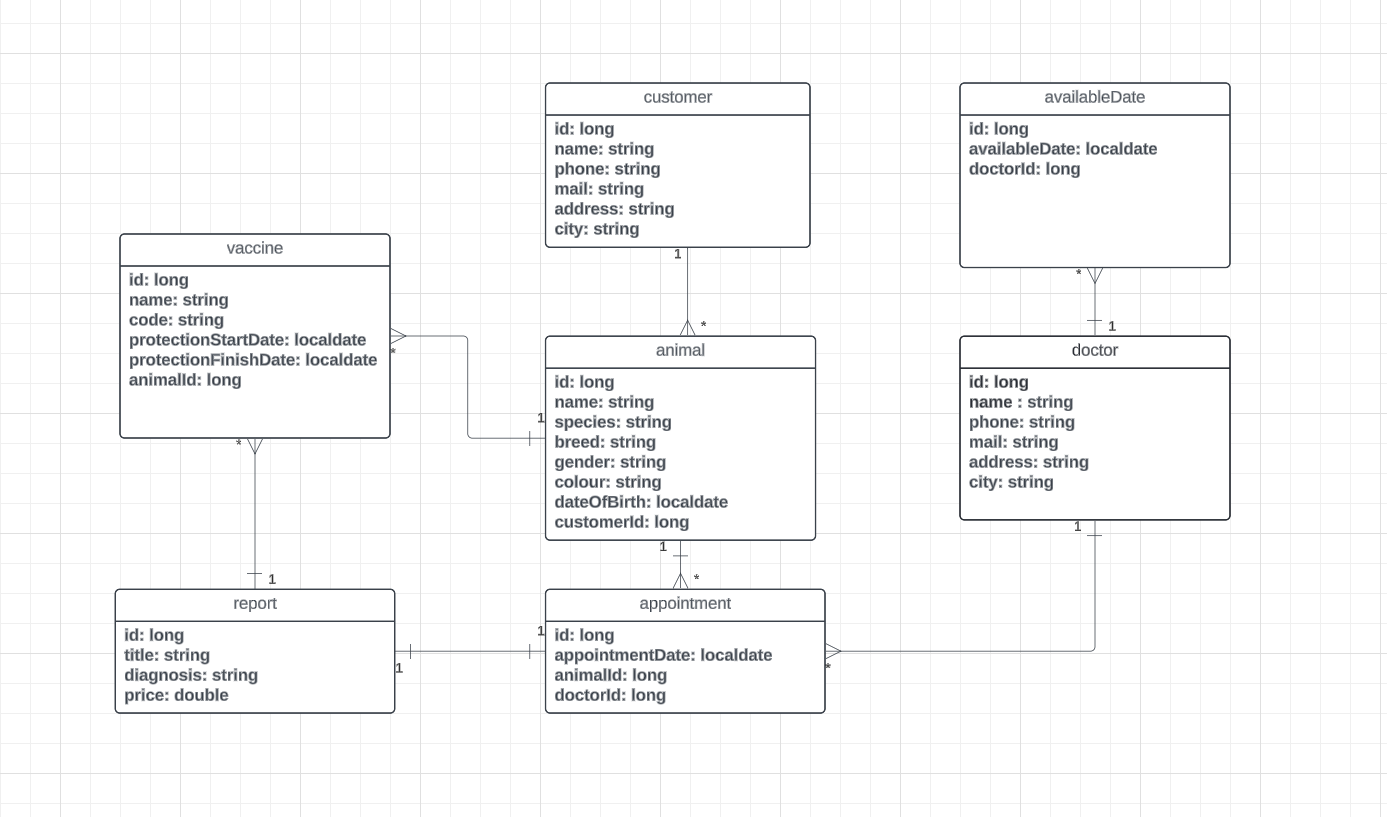 customer
id: long
name: string
phone: string
mail: string
address: string
city: string
1
*
availableDate
id: long
availableDate: localdate
doctorId: long
*
1
vaccine
id: long
name: string
code: string
protectionStartDate: localdate
protectionFinishDate: localdate
animalId: long
*
1
*
1
animal
id: long
name: string
species: string
breed: string
gender: string
colour: string
dateOfBirth: localdate
customerId: long
1
*
doctor
id: long
name : string
phone: string
mail: string
address: string
city: string
1
*
report
id: long
title: string
diagnosis: string
price: double
1
1
appointment
id: long
appointmentDate: localdate
animalId: long
doctorId: long